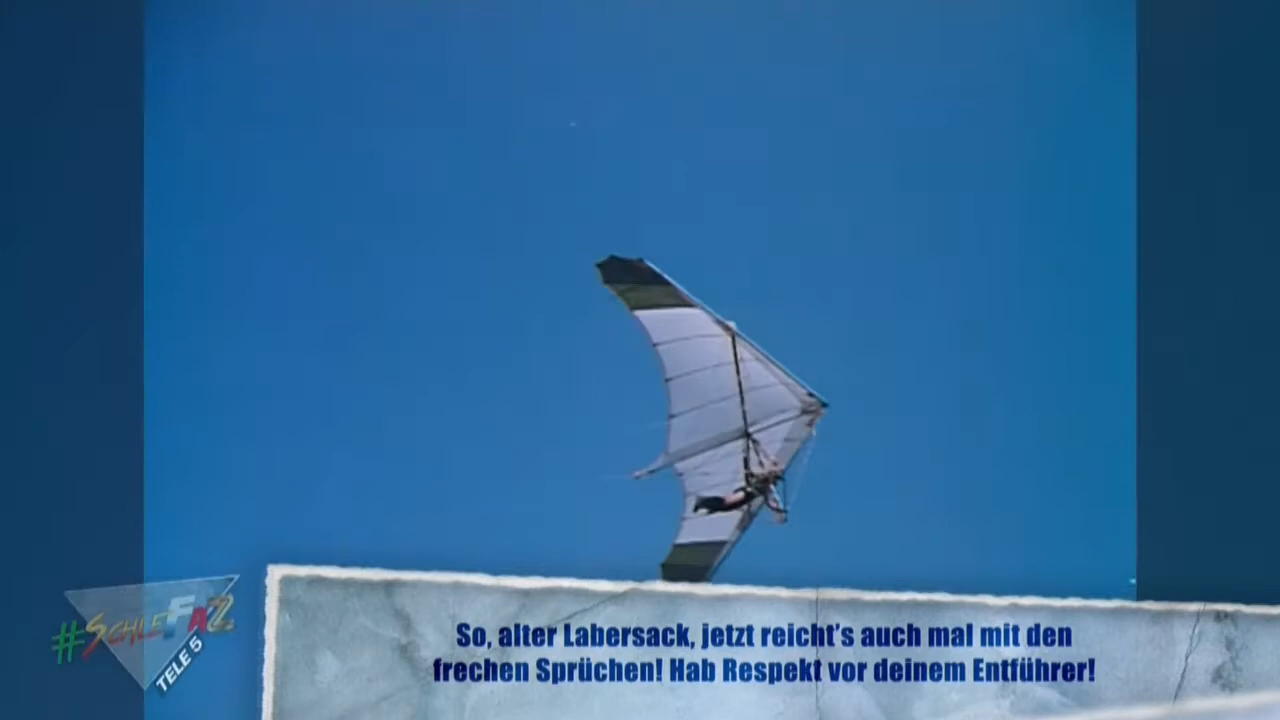 So, alter Labersack, jetzt reicht's auch mal mit den
frechen Sprüchen! Hab Respekt vor deinem Entführer!
#SCHLEFAZ
TELE 5